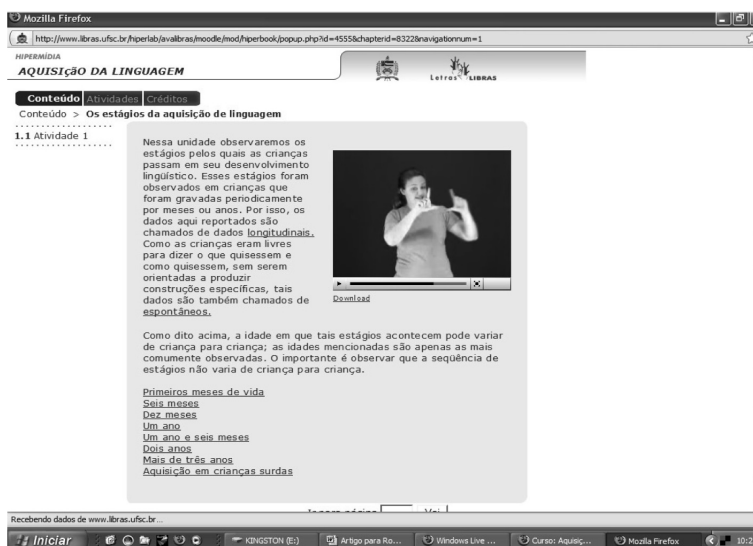 Mozilla Firefox
http://www.libras.ufsc.br/hiperlab/avalibras/moodle/mod/hiperbook/popup.php?id=4555&chapterid=8322&navigationnum=1
HIPERMÍDIA
AQUISIÇÃO DA LINGUAGEM
Letras LIBRAS
Conteúdo Atividades Créditos
Conteúdo > Os estágios da aquisição de linguagem
1.1 Atividade 1
Nessa unidade observaremos os
estágios pelos quais as crianças
passam em seu desenvolvimento
lingüístico. Esses estágios foram
observados em crianças que
foram gravadas periodicamente
por meses ou anos. Por isso, os
dados aqui reportados são
chamados de dados longitudinais.
Como as crianças eram livres
para dizer o que quisessem e
como quisessem, sem serem
orientadas a produzir
construções específicas, tais
dados são também chamados de
espontâneos.
Download
Como dito acima, a idade em que tais estágios acontecem pode variar
de criança para criança; as idades mencionadas são apenas as mais
comumente observadas. O importante é observar que a seqüência de
estágios não varia de criança para criança.
Primeiros meses de vida
Seis meses
Dez meses
Um ano
Um ano e seis meses
Dois anos
Mais de três anos
Aquisição em crianças surdas
Recebendo dados de www.libras.ufsc.br...
Iniciar KINGSTON (E:) Artigo para Ro... Windows Live ... Curso: Aquisiç... Mozilla Firefox